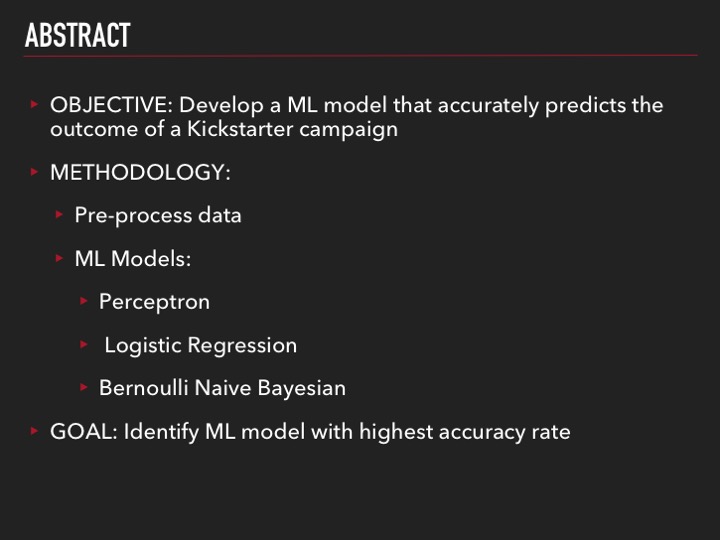 ABSTRACT
OBJECTIVE: Develop a ML model that accurately predicts the
outcome of a Kickstarter campaign
METHODOLOGY:
Pre-process data
ML Models:
Perceptron
Logistic Regression
Bernoulli Naive Bayesian
GOAL: Identify ML model with highest accuracy rate